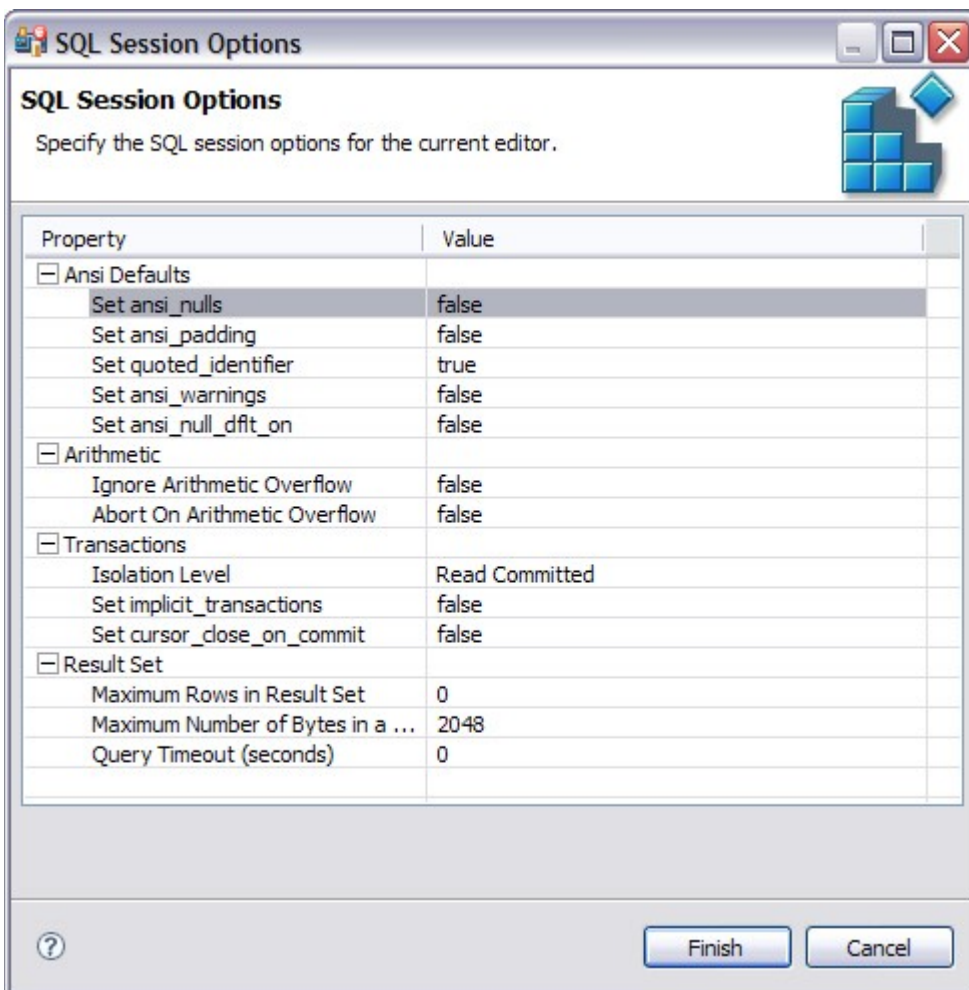 SQL Session Options
SQL Session Options
Specify the SQL session options for the current editor.
Property Value
Ansi Defaults
Set ansi_nulls false
Set ansi_padding false
Set quoted_identifier true
Set ansi_warnings false
Set ansi_null_dflt_on false
Arithmetic
Ignore Arithmetic Overflow false
Abort On Arithmetic Overflow false
Transactions
Isolation Level Read Committed
Set implicit_transactions false
Set cursor_close_on_commit false
Result Set
Maximum Rows in Result Set 0
Maximum Number of Bytes in a ... 2048
Query Timeout (seconds) 0
? Finish Cancel